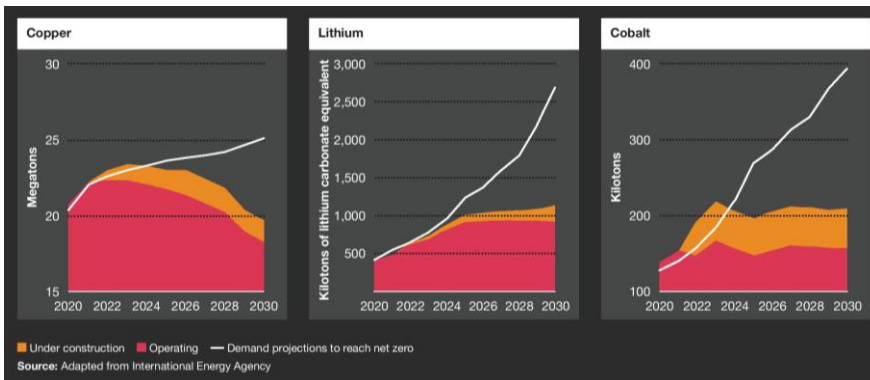 Copper
Megatons
30
25
20
15
2020 2022 2024 2026 2028 2030
Lithium
Kilotons of lithium carbonate equivalent
3,000
2,500
2,000
1,500
1,000
500
2020 2022 2024 2026 2028 2030
Cobalt
Kilotons
400
300
200
100
2020 2022 2024 2026 2028 2030
Under construction Operating Demand projections to reach net zero
Source: Adapted from International Energy Agency